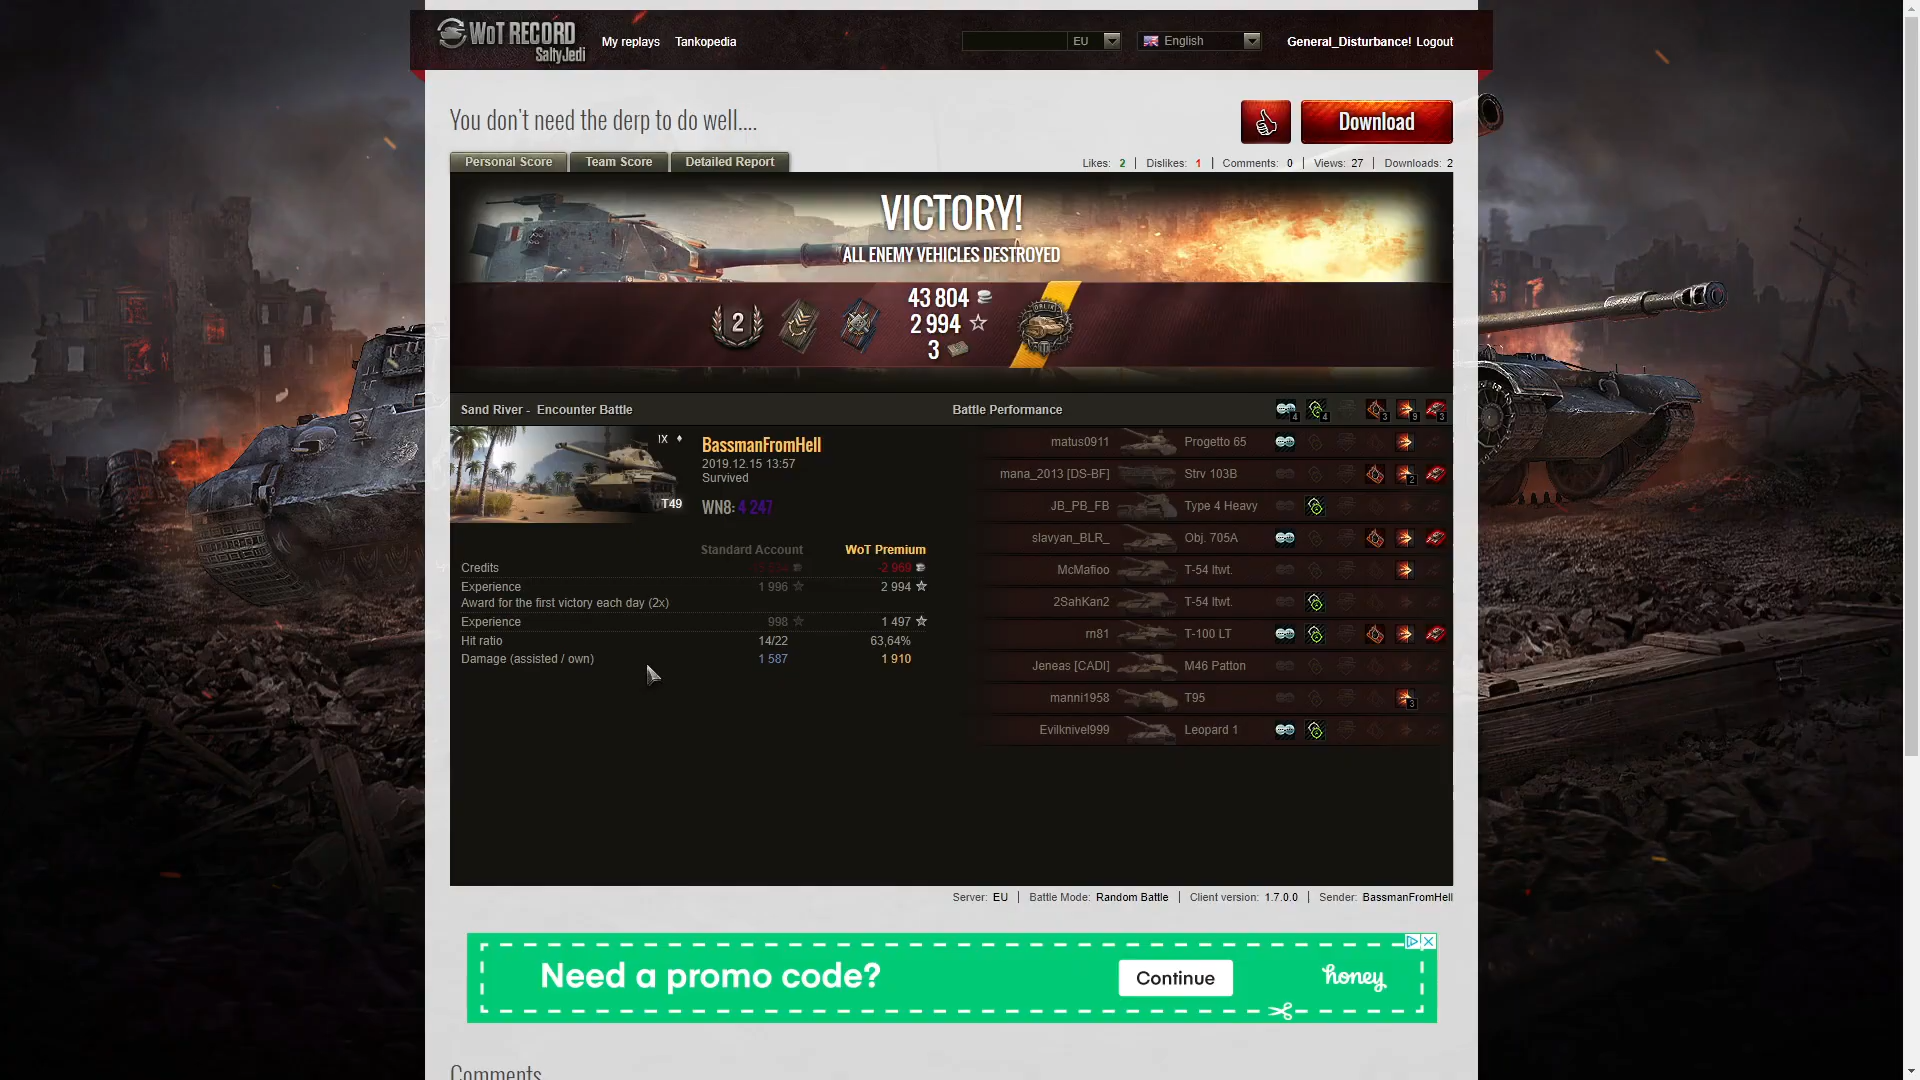 WoT RECORD
SaltyJedi
My replays
Tankopedia
EU
English
General_Disturbance! Logout
You don't need the derp to do well....
Download
Personal Score
Team Score
Detailed Report
Likes: 2 | Dislikes: 1 | Comments: 0 | Views: 27 | Downloads: 2
VICTORY!
ALL ENEMY VEHICLES DESTROYED
2
43 804
2 994
3
Sand River - Encounter Battle
Battle Performance
4
4
3
9
3
IX
T49
BassmanFromHell
2019.12.15 13:57
Survived
WN8: 4 247
Standard Account
WoT Premium
Credits
-2 969
Experience
1 996
2 994
Award for the first victory each day (2x)
Experience
998
1 497
Hit ratio
14/22
63,64%
Damage (assisted / own)
1 587
1 910
matus0911
Progetto 65
mana_2013 [DS-BF]
Strv 103B
2
JB_PB_FB
Type 4 Heavy
slavyan_BLR_
Obj. 705A
McMafioo
T-54 ltwt.
2SahKan2
T-54 ltwt.
T-100 LT
Jeneas [CADI]
M46 Patton
manni1958
T95
3
Evilknivel999
Leopard 1
Server: EU | Battle Mode: Random Battle | Client version: 1.7.0.0 | Sender: BassmanFromHell
Need a promo code?
Continue
honey
Comments